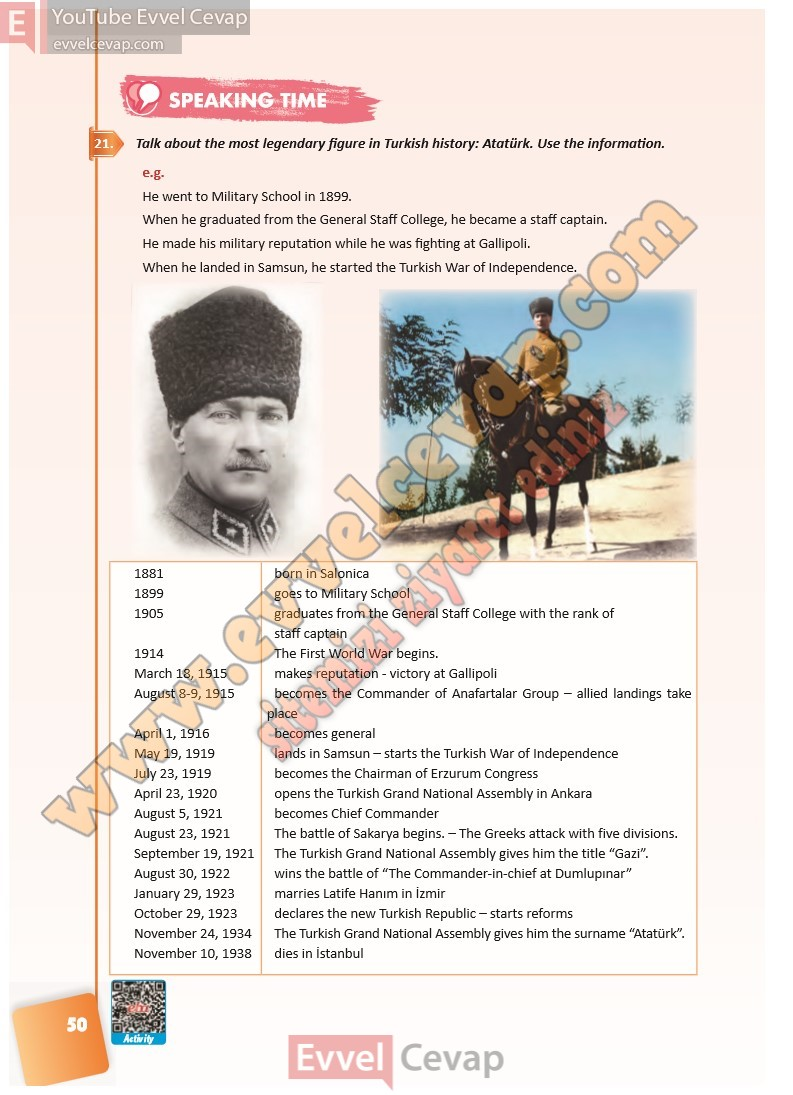 E
YouTube Evvel Cevap
evvelcevap.com
SPEAKING TIME
21. Talk about the most legendary figure in Turkish history: Atatürk. Use the information.
e.g.
He went to Military School in 1899.
When he graduated from the General Staff College, he became a staff captain.
He made his military reputation while he was fighting at Gallipoli.
When he landed in Samsun, he started the Turkish War of Independence.
www.evvelcevap.com
sitemizi ziyaret ediniz
1881 born in Salonica
1899 goes to Military School
1905 graduates from the General Staff College with the rank of
staff captain
1914 The First World War begins.
March 18, 1915 makes reputation - victory at Gallipoli
August 8-9, 1915 becomes the Commander of Anafartalar Group – allied landings take
place
April 1, 1916 becomes general
May 19, 1919 lands in Samsun – starts the Turkish War of Independence
July 23, 1919 becomes the Chairman of Erzurum Congress
April 23, 1920 opens the Turkish Grand National Assembly in Ankara
August 5, 1921 becomes Chief Commander
August 23, 1921 The battle of Sakarya begins. – The Greeks attack with five divisions.
September 19, 1921 The Turkish Grand National Assembly gives him the title “Gazi”.
August 30, 1922 wins the battle of “The Commander-in-chief at Dumlupınar”
January 29, 1923 marries Latife Hanım in İzmir
October 29, 1923 declares the new Turkish Republic – starts reforms
November 24, 1934 The Turkish Grand National Assembly gives him the surname “Atatürk”.
November 10, 1938 dies in İstanbul
50
Activity
Evvel Cevap